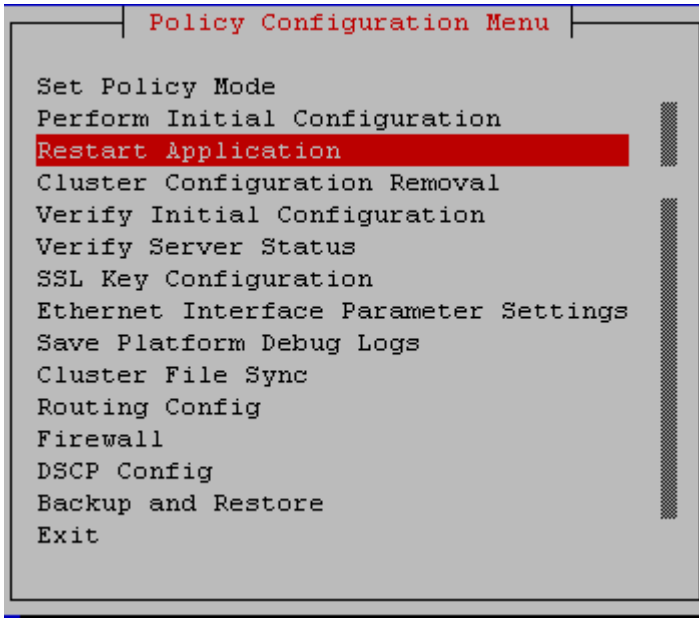 Policy Configuration Menu
Set Policy Mode
Perform Initial Configuration
Restart Application
Cluster Configuration Removal
Verify Initial Configuration
Verify Server Status
SSL Key Configuration
Ethernet Interface Parameter Settings
Save Platform Debug Logs
Cluster File Sync
Routing Config
Firewall
DSCP Config
Backup and Restore
Exit